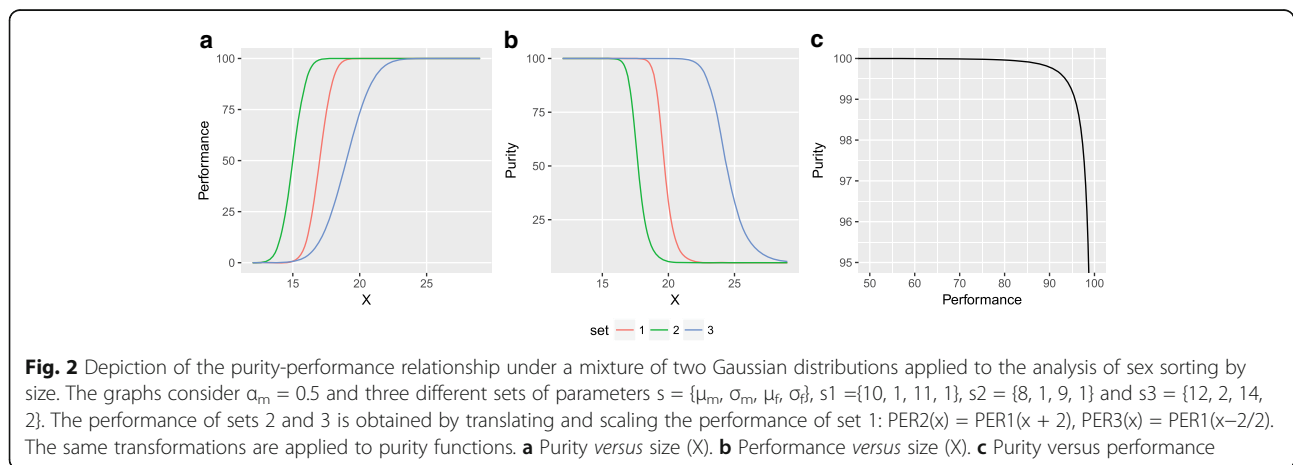 a
b
c
100
75
50
25
0
Performance
15
20
25
X
100
75
50
25
Purity
15
20
25
X
100
99
98
97
96
95
Purity
50
60
70
80
90
100
Performance
set 1 2 3
Fig. 2 Depiction of the purity-performance relationship under a mixture of two Gaussian distributions applied to the analysis of sex sorting by
size. The graphs consider αm = 0.5 and three different sets of parameters s = {μm, σm, μf, σf}, s1 ={10, 1, 11, 1}, s2 = {8, 1, 9, 1} and s3 = {12, 2, 14,
2}. The performance of sets 2 and 3 is obtained by translating and scaling the performance of set 1: PER2(x) = PER1(x + 2), PER3(x) = PER1(x−2/2).
The same transformations are applied to purity functions. a Purity versus size (X). b Performance versus size (X). c Purity versus performance